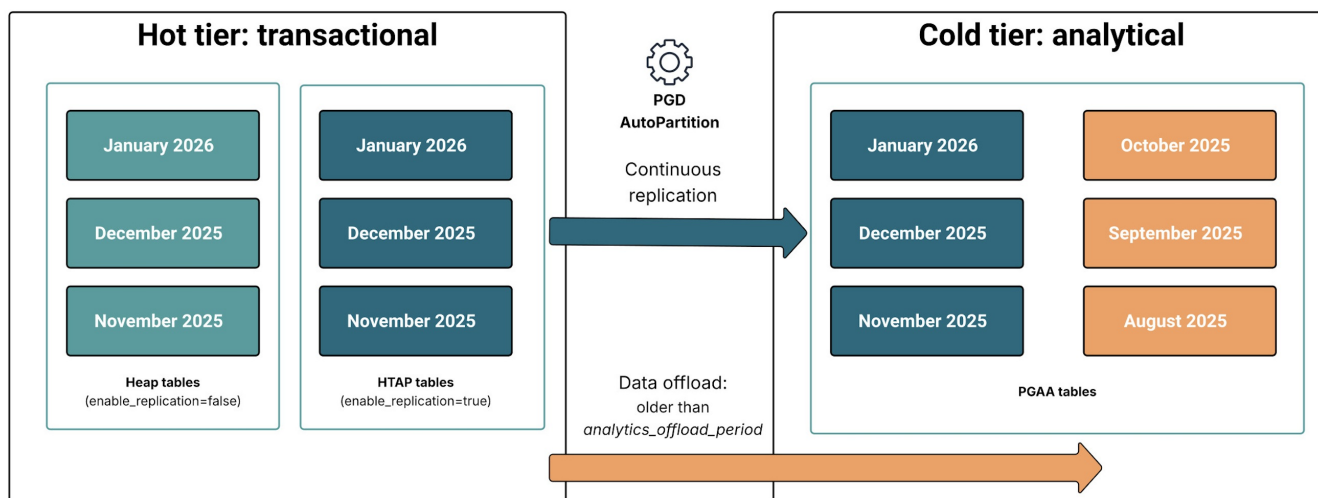 Hot tier: transactional
January 2026
December 2025
November 2025
Heap tables
(enable_replication=false)
January 2026
December 2025
November 2025
HTAP tables
(enable_replication=true)
PGD
AutoPartition
Continuous
replication
Data offload:
older than
analytics_offload_period
Cold tier: analytical
January 2026
December 2025
November 2025
October 2025
September 2025
August 2025
PGAA tables